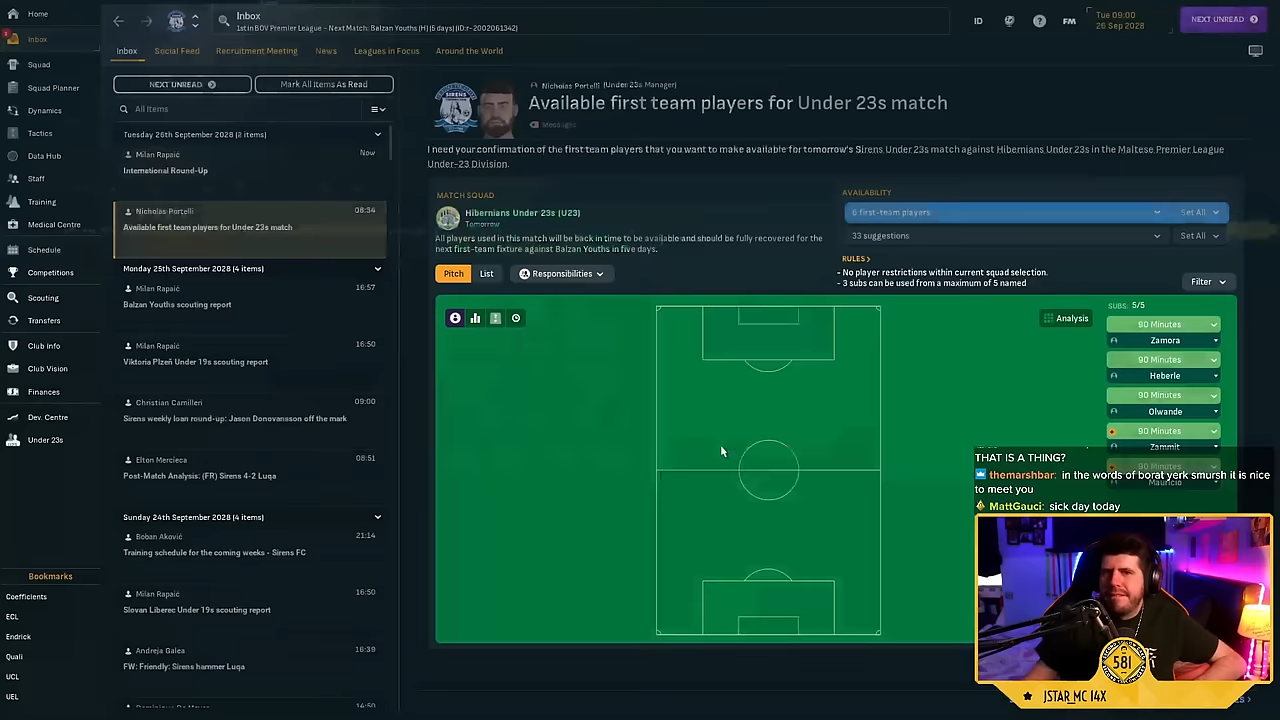 Home
Inbox
Squad
Squad Planner
Dynamics
Tactics
Data Hub
Staff
Training
Medical Centre
Schedule
Competitions
Scouting
Transfers
Club Info
Club Vision
Finances
Dev. Centre
Under 23s
Bookmarks
Coefficients
ECL
Endrick
Quali
UCL
UEL
Inbox
1st in BOV Premier League - Next Match: Balzan Youths (H) (5 days) (ID:r-2002061342)
ID
FM
Tue 09:00
26 Sep 2028
NEXT UNREAD
Inbox
Social Feed
Recruitment Meeting
News
Leagues in Focus
Around the World
NEXT UNREAD
Mark All Items As Read
All Items
Tuesday 26th September 2028 (2 items)
Milan Rapaić
Now
International Round-Up
Nicholas Portelli
08:34
Available first team players for Under 23s match
Monday 25th September 2028 (4 items)
Milan Rapaić
16:57
Balzan Youths scouting report
Milan Rapaić
16:50
Viktoria Plzeň Under 19s scouting report
Christian Camilleri
09:00
Sirens weekly loan round-up: Jason Donovansson off the mark
Elton Mercieca
08:51
Post-Match Analysis: (FR) Sirens 4-2 Luqa
Sunday 24th September 2028 (4 items)
Boban Aković
21:14
Training schedule for the coming weeks - Sirens FC
Milan Rapaić
16:50
Slovan Liberec Under 19s scouting report
Andreja Galea
16:39
FW: Friendly: Sirens hammer Luqa
SIRENS
Nicholas Portelli (Under 23s Manager)
Available first team players for Under 23s match
Messages
I need your confirmation of the first team players that you want to make available for tomorrow's Sirens Under 23s match against Hibernians Under 23s in the Maltese Premier League
Under-23 Division.
MATCH SQUAD
Hibernians Under 23s (U23)
Tomorrow
All players used in this match will be back in time to be available and should be fully recovered for the
next first-team fixture against Balzan Youths in five days.
Pitch
List
Responsibilities
AVAILABILITY
6 first-team players
Set All
33 suggestions
Set All
RULES >
- No player restrictions within current squad selection.
- 3 subs can be used from a maximum of 5 named
Filter
Analysis
SUBS: 5/5
90 Minutes
Zamora
90 Minutes
Heberle
90 Minutes
Olwande
90 Minutes
Zammit
90 Minutes
Mauricio
THAT IS A THING?
themarshbar: in the words of borat yerk smursh it is nice
to meet you
MattGauci: sick day today
581
JSTAR_MC 14X